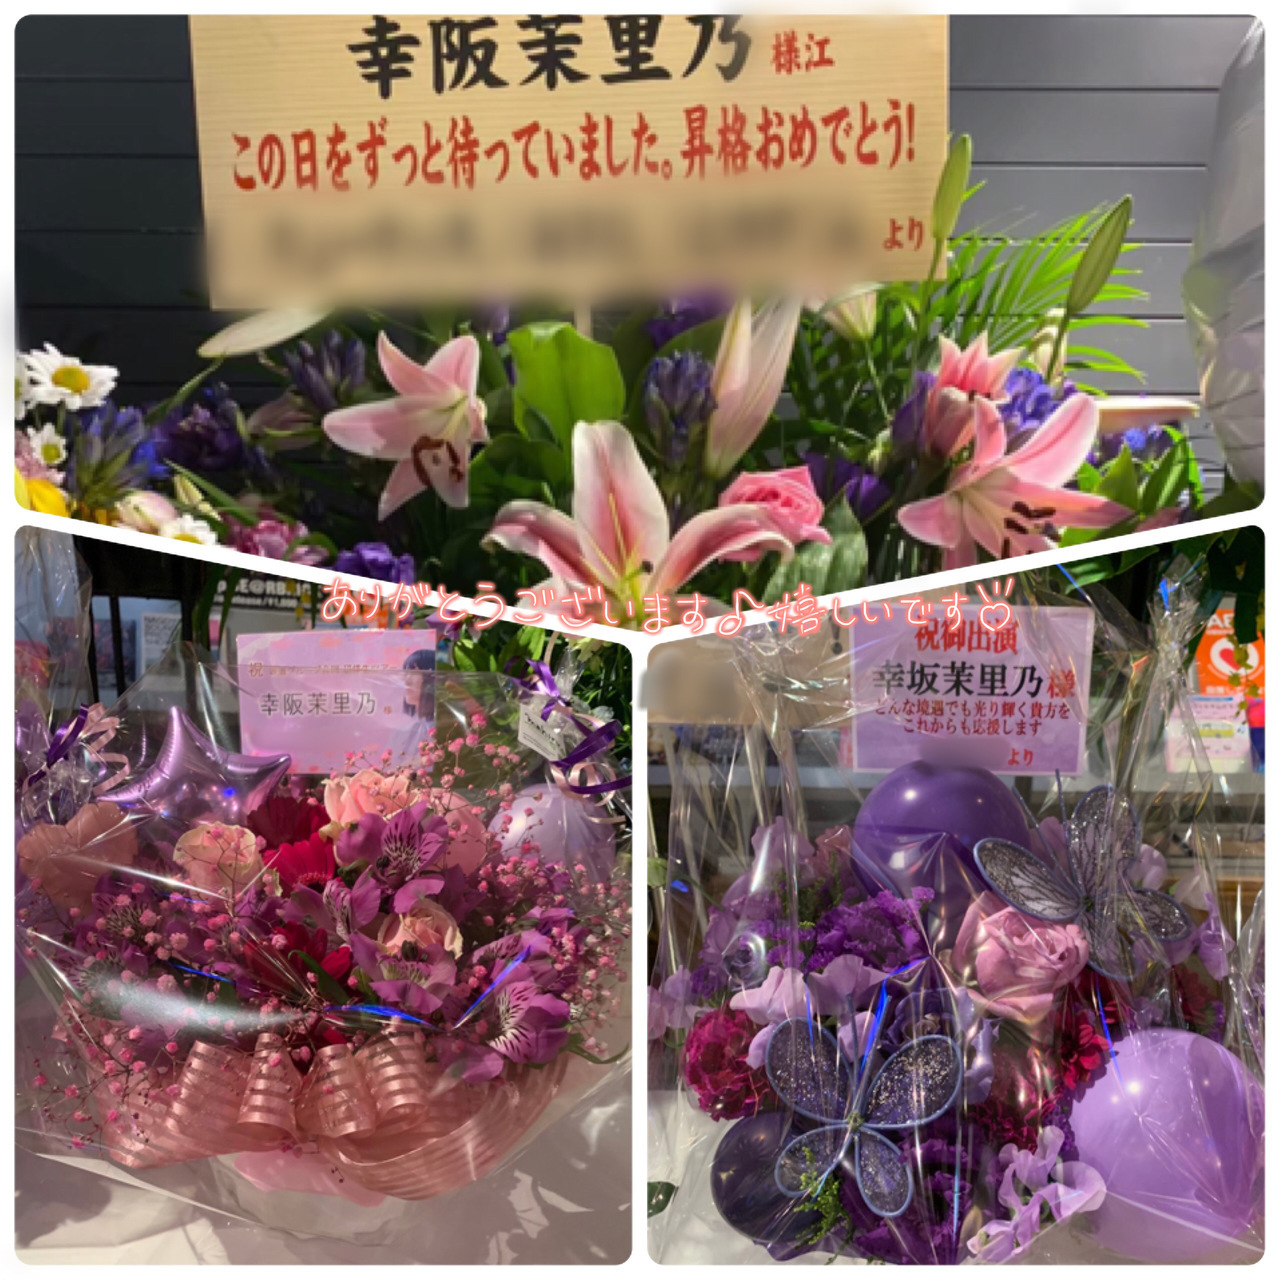 幸阪茉里乃 様江
この日をずっと待っていました。昇格おめでとう!
より
ありがとうございます♪嬉しいです♡
祝
幸阪茉里乃 様
祝御出演
幸坂茉里乃様
どんな境遇でも光り輝く貴方を
これからも応援します
より